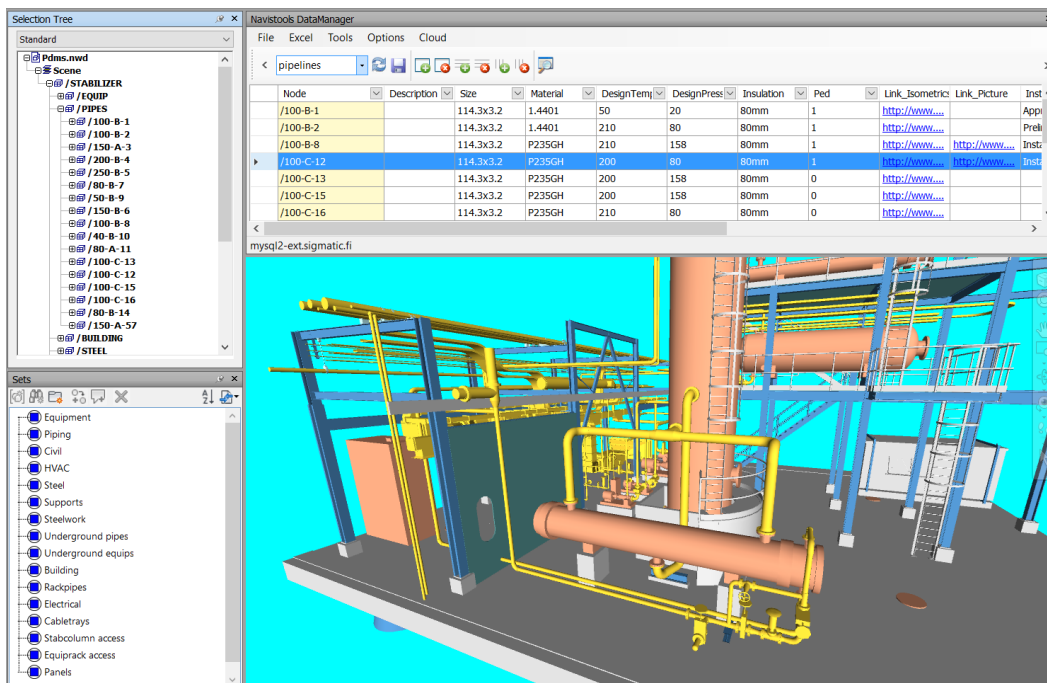 Selection Tree
Standard
Pdms.nwd
Scene
/STABILIZER
/EQUIP
/PIPES
/100-B-1
/100-B-2
/150-A-3
/200-B-4
/250-B-5
/80-B-7
/50-B-9
/150-B-6
/100-B-8
/40-B-10
/80-A-11
/100-C-13
/100-C-12
/100-C-15
/100-C-16
/80-B-14
/150-A-57
/BUILDING
/STEEL
Sets
Equipment
Piping
Civil
HVAC
Steel
Supports
Steelwork
Underground pipes
Underground equips
Building
Rackpipes
Electrical
Cabletrays
Stabcolumn access
Equiprack access
Panels
Navistools DataManager
File Excel Tools Options Cloud
pipelines
Node Description Size Material DesignTemp DesignPress Insulation Ped Link_Isometrics Link_Picture Inst
/100-B-1 114.3x3.2 1.4401 50 20 80mm 1 http://www.... Appr
/100-B-2 114.3x3.2 1.4401 210 80 80mm 1 http://www.... Preli
/100-B-8 114.3x3.2 P235GH 210 158 80mm 1 http://www.... http://www.... Insta
/100-C-12 114.3x3.2 P235GH 200 80 80mm 1 http://www.... http://www.... Insta
/100-C-13 114.3x3.2 P235GH 200 158 80mm 0 http://www....
/100-C-15 114.3x3.2 P235GH 200 158 80mm 0 http://www....
/100-C-16 114.3x3.2 P235GH 210 80 80mm 0 http://www....
mysql2-ext.sigmatic.fi